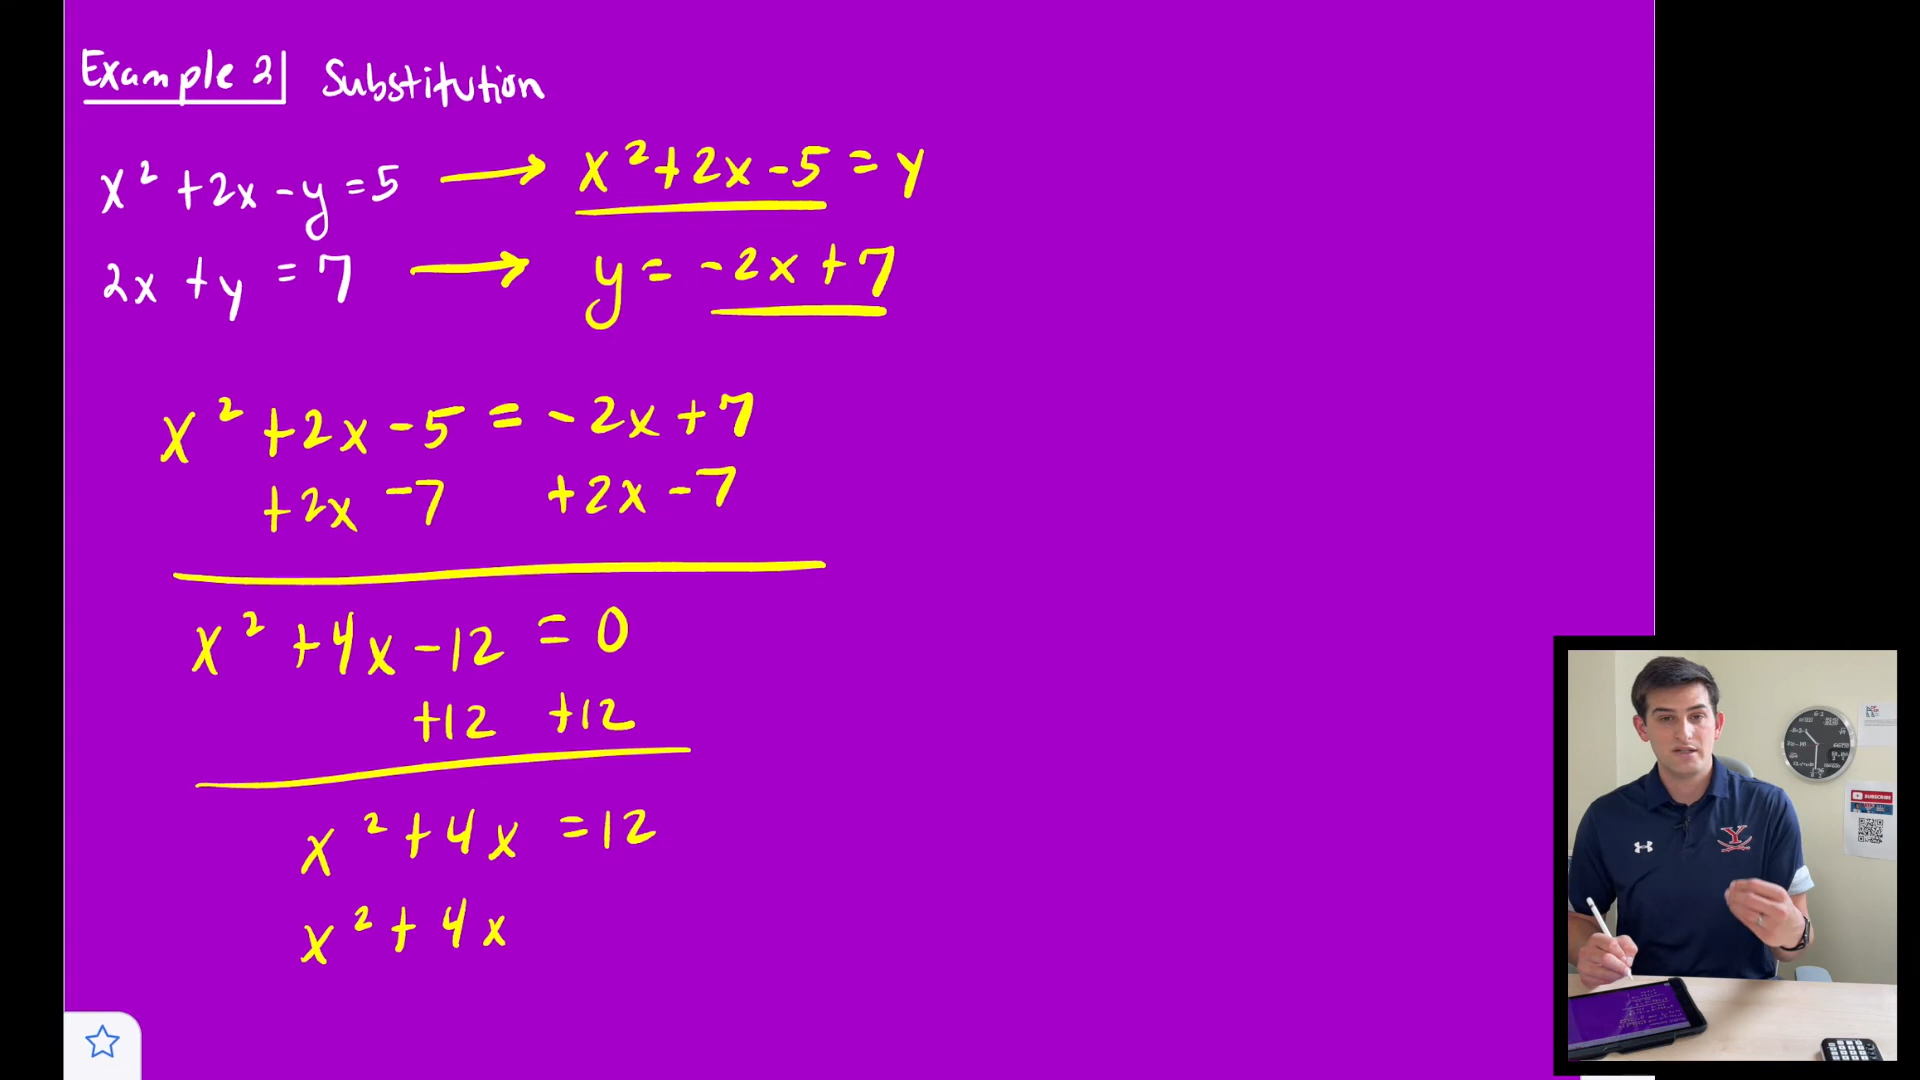 Example 2 Substitution
x² + 2x - y = 5 → x² + 2x - 5 = y
2x + y = 7 → y = -2x + 7
x² + 2x - 5 = -2x + 7
+2x - 7 +2x - 7
x² + 4x - 12 = 0
+12 +12
x² + 4x = 12
x² + 4x
Y
SUBSCRIBE